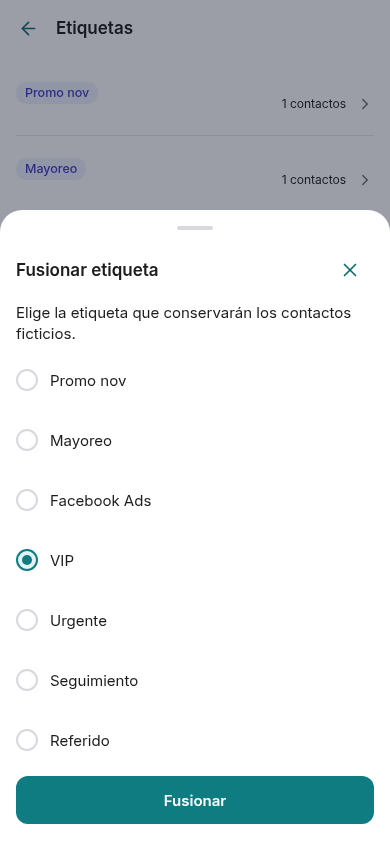 Etiquetas
Promo nov
1 contactos
Mayoreo
1 contactos
Fusionar etiqueta
Elige la etiqueta que conservarán los contactos
ficticios.
Promo nov
Mayoreo
Facebook Ads
VIP
Urgente
Seguimiento
Referido
Fusionar